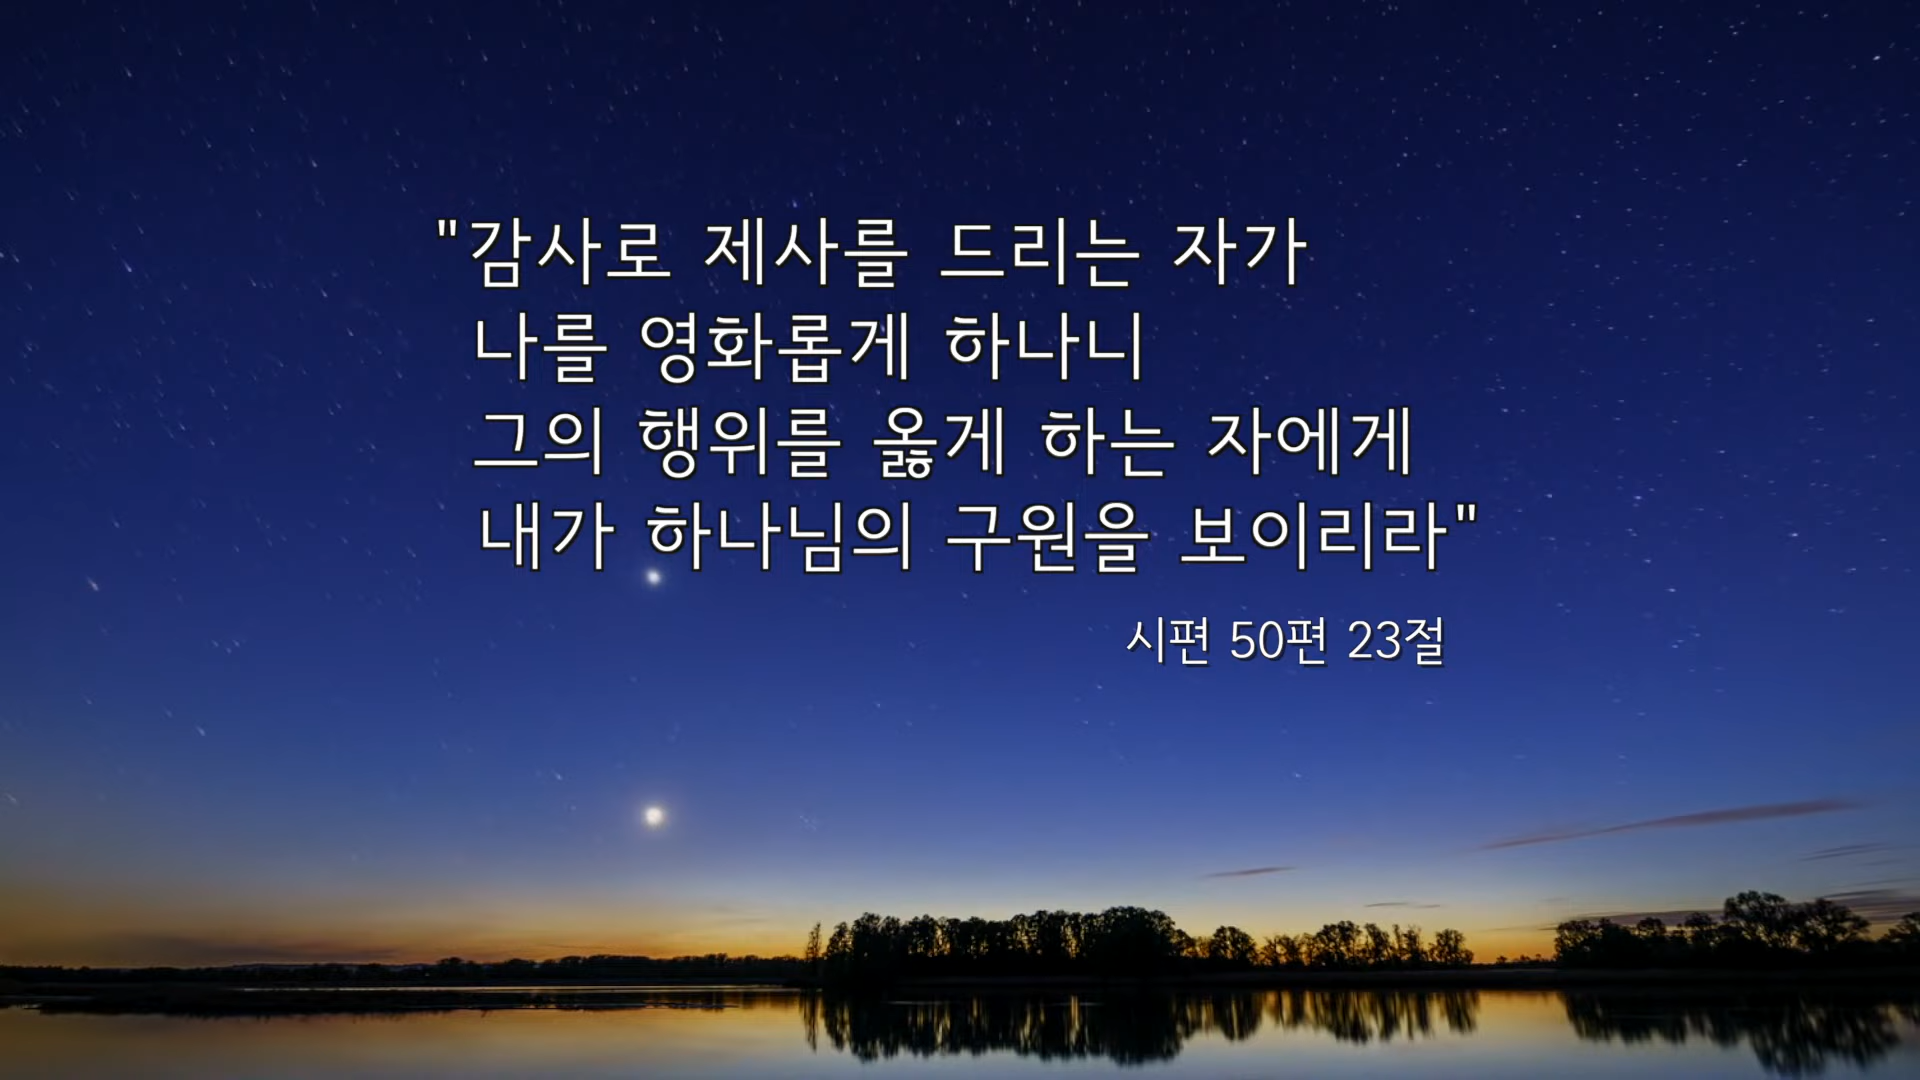 "감사로 제사를 드리는 자가
나를 영화롭게 하나니
그의 행위를 옳게 하는 자에게
내가 하나님의 구원을 보이리라"
시편 50편 23절